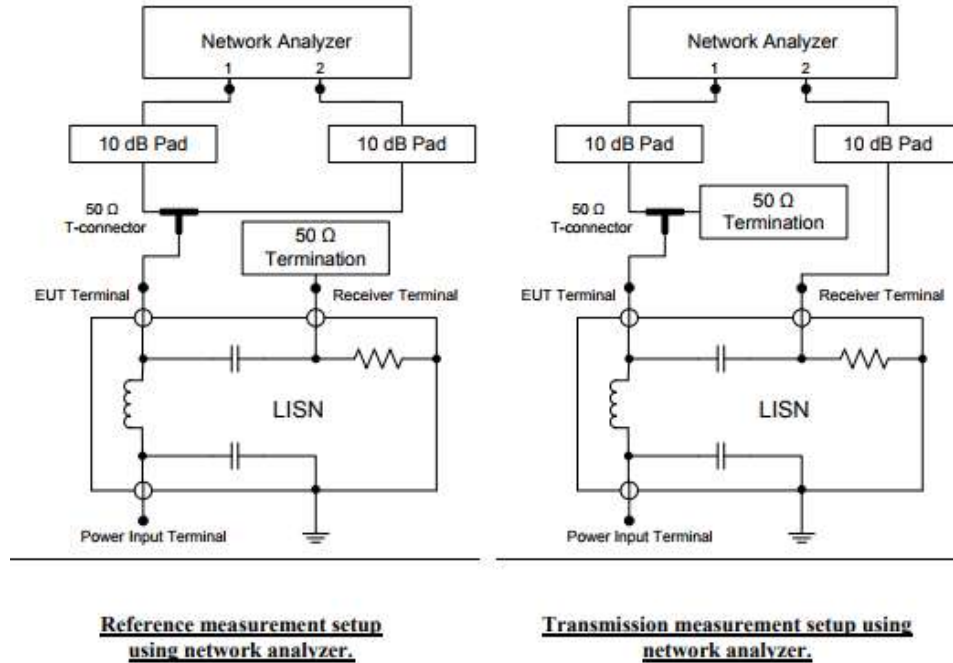 Network Analyzer
1
2
10 dB Pad
10 dB Pad
50 Ω
T-connector
50 Ω
Termination
EUT Terminal
Receiver Terminal
LISN
Power Input Terminal
Reference measurement setup
using network analyzer.
Network Analyzer
1
2
10 dB Pad
10 dB Pad
50 Ω
T-connector
50 Ω
Termination
EUT Terminal
Receiver Terminal
LISN
Power Input Terminal
Transmission measurement setup using
network analyzer.